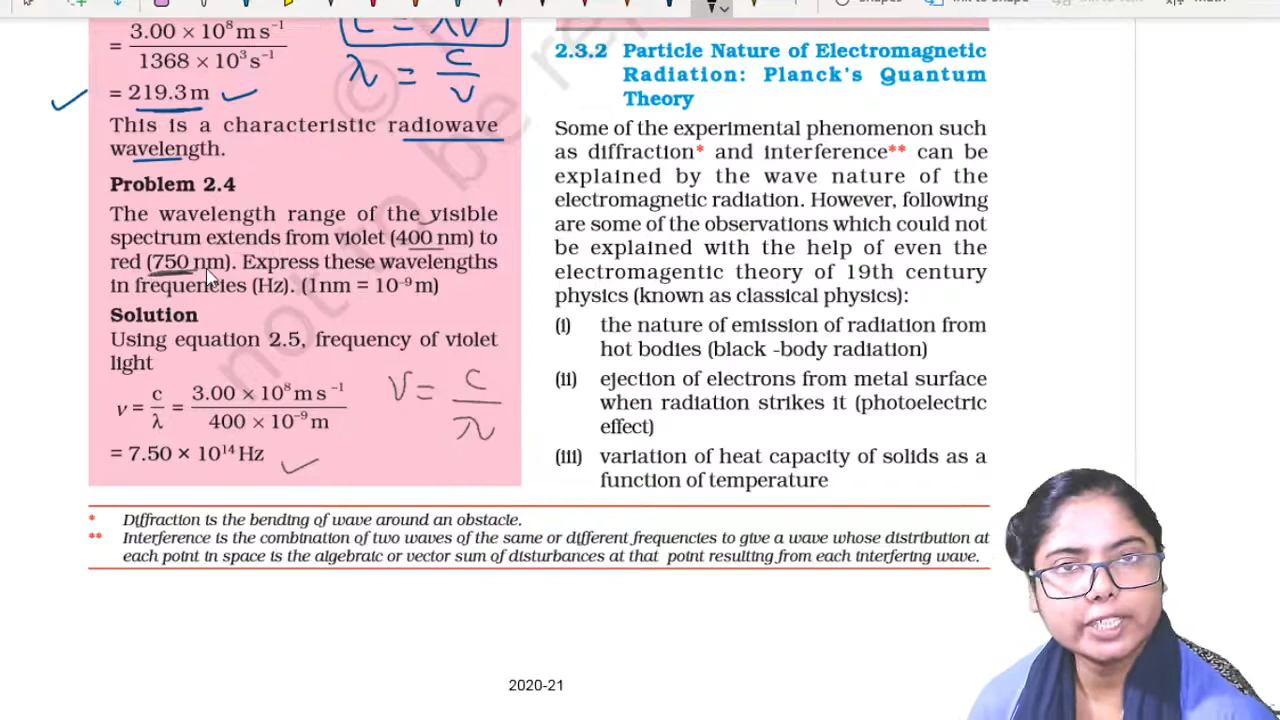 = 3.00 × 10⁸ m s⁻¹ / 1368 × 10³ s⁻¹
c = λν
λ = c / ν
= 219.3 m
This is a characteristic radiowave
wavelength.
Problem 2.4
The wavelength range of the visible
spectrum extends from violet (400 nm) to
red (750 nm). Express these wavelengths
in frequencies (Hz). (1nm = 10⁻⁹ m)
Solution
Using equation 2.5, frequency of violet
light
ν = c / λ = 3.00 × 10⁸ m s⁻¹ / 400 × 10⁻⁹ m
ν = c / λ
= 7.50 × 10¹⁴ Hz
2.3.2 Particle Nature of Electromagnetic
Radiation: Planck's Quantum
Theory
Some of the experimental phenomenon such
as diffraction* and interference** can be
explained by the wave nature of the
electromagnetic radiation. However, following
are some of the observations which could not
be explained with the help of even the
electromagentic theory of 19th century
physics (known as classical physics):
(i) the nature of emission of radiation from
hot bodies (black -body radiation)
(ii) ejection of electrons from metal surface
when radiation strikes it (photoelectric
effect)
(iii) variation of heat capacity of solids as a
function of temperature
* Diffraction is the bending of wave around an obstacle.
** Interference is the combination of two waves of the same or different frequencies to give a wave whose distribution at
each point in space is the algebraic or vector sum of disturbances at that point resulting from each interfering wave.
2020-21
not to be re